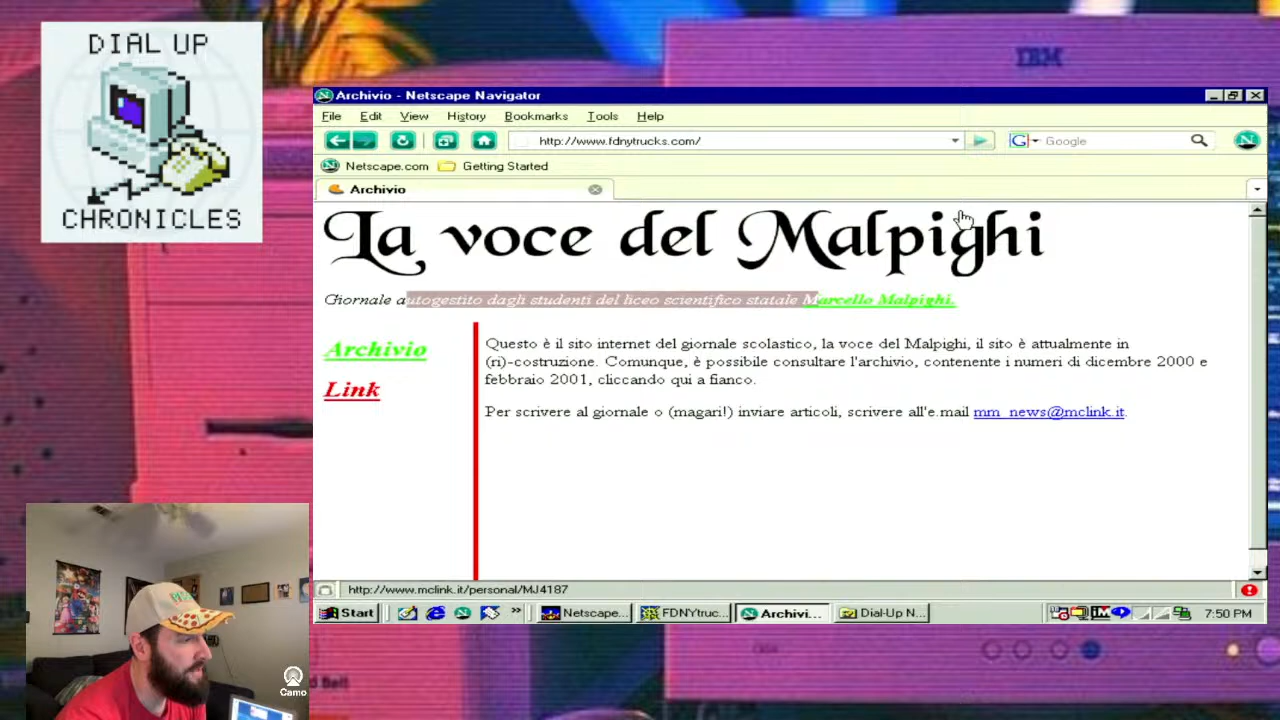 DIAL UP
CHRONICLES
IBM
Archivio - Netscape Navigator
File Edit View History Bookmarks Tools Help
http://www.fdnytrucks.com/
G Google
N
Netscape.com Getting Started
Archivio
La voce del Malpighi
Giornale autogestito dagli studenti del liceo scientifico statale Marcello Malpighi.
Archivio
Link
Questo è il sito internet del giornale scolastico, la voce del Malpighi, il sito è attualmente in
(ri)-costruzione. Comunque, è possibile consultare l'archivio, contenente i numeri di dicembre 2000 e
febbraio 2001, cliccando qui a fianco.
Per scrivere al giornale o (magari!) inviare articoli, scrivere all'e.mail mm_news@mclink.it.
http://www.mclink.it/personal/MJ4187
Start » Netscape... FDNYtruc... Archivi... Dial-Up N... 7:50 PM
Camo
Bell